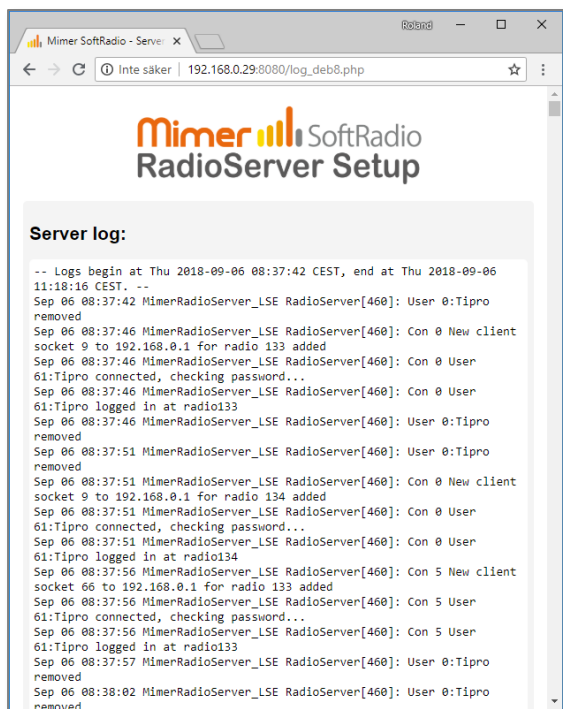 Roland
Mimer SoftRadio - Server
Inte säker | 192.168.0.29:8080/log_deb8.php
Mimer SoftRadio
RadioServer Setup
Server log:
-- Logs begin at Thu 2018-09-06 08:37:42 CEST, end at Thu 2018-09-06
11:18:16 CEST. --
Sep 06 08:37:42 MimerRadioServer_LSE RadioServer[460]: User 0:Tipro
removed
Sep 06 08:37:46 MimerRadioServer_LSE RadioServer[460]: Con 0 New client
socket 9 to 192.168.0.1 for radio 133 added
Sep 06 08:37:46 MimerRadioServer_LSE RadioServer[460]: Con 0 User
61:Tipro connected, checking password...
Sep 06 08:37:46 MimerRadioServer_LSE RadioServer[460]: Con 0 User
61:Tipro logged in at radio133
Sep 06 08:37:46 MimerRadioServer_LSE RadioServer[460]: User 0:Tipro
removed
Sep 06 08:37:51 MimerRadioServer_LSE RadioServer[460]: User 0:Tipro
removed
Sep 06 08:37:51 MimerRadioServer_LSE RadioServer[460]: Con 0 New client
socket 9 to 192.168.0.1 for radio 134 added
Sep 06 08:37:51 MimerRadioServer_LSE RadioServer[460]: Con 0 User
61:Tipro connected, checking password...
Sep 06 08:37:51 MimerRadioServer_LSE RadioServer[460]: Con 0 User
61:Tipro logged in at radio134
Sep 06 08:37:56 MimerRadioServer_LSE RadioServer[460]: Con 5 New client
socket 66 to 192.168.0.1 for radio 133 added
Sep 06 08:37:56 MimerRadioServer_LSE RadioServer[460]: Con 5 User
61:Tipro connected, checking password...
Sep 06 08:37:56 MimerRadioServer_LSE RadioServer[460]: Con 5 User
61:Tipro logged in at radio133
Sep 06 08:37:57 MimerRadioServer_LSE RadioServer[460]: User 0:Tipro
removed
Sep 06 08:38:02 MimerRadioServer_LSE RadioServer[460]: User 0:Tipro
removed